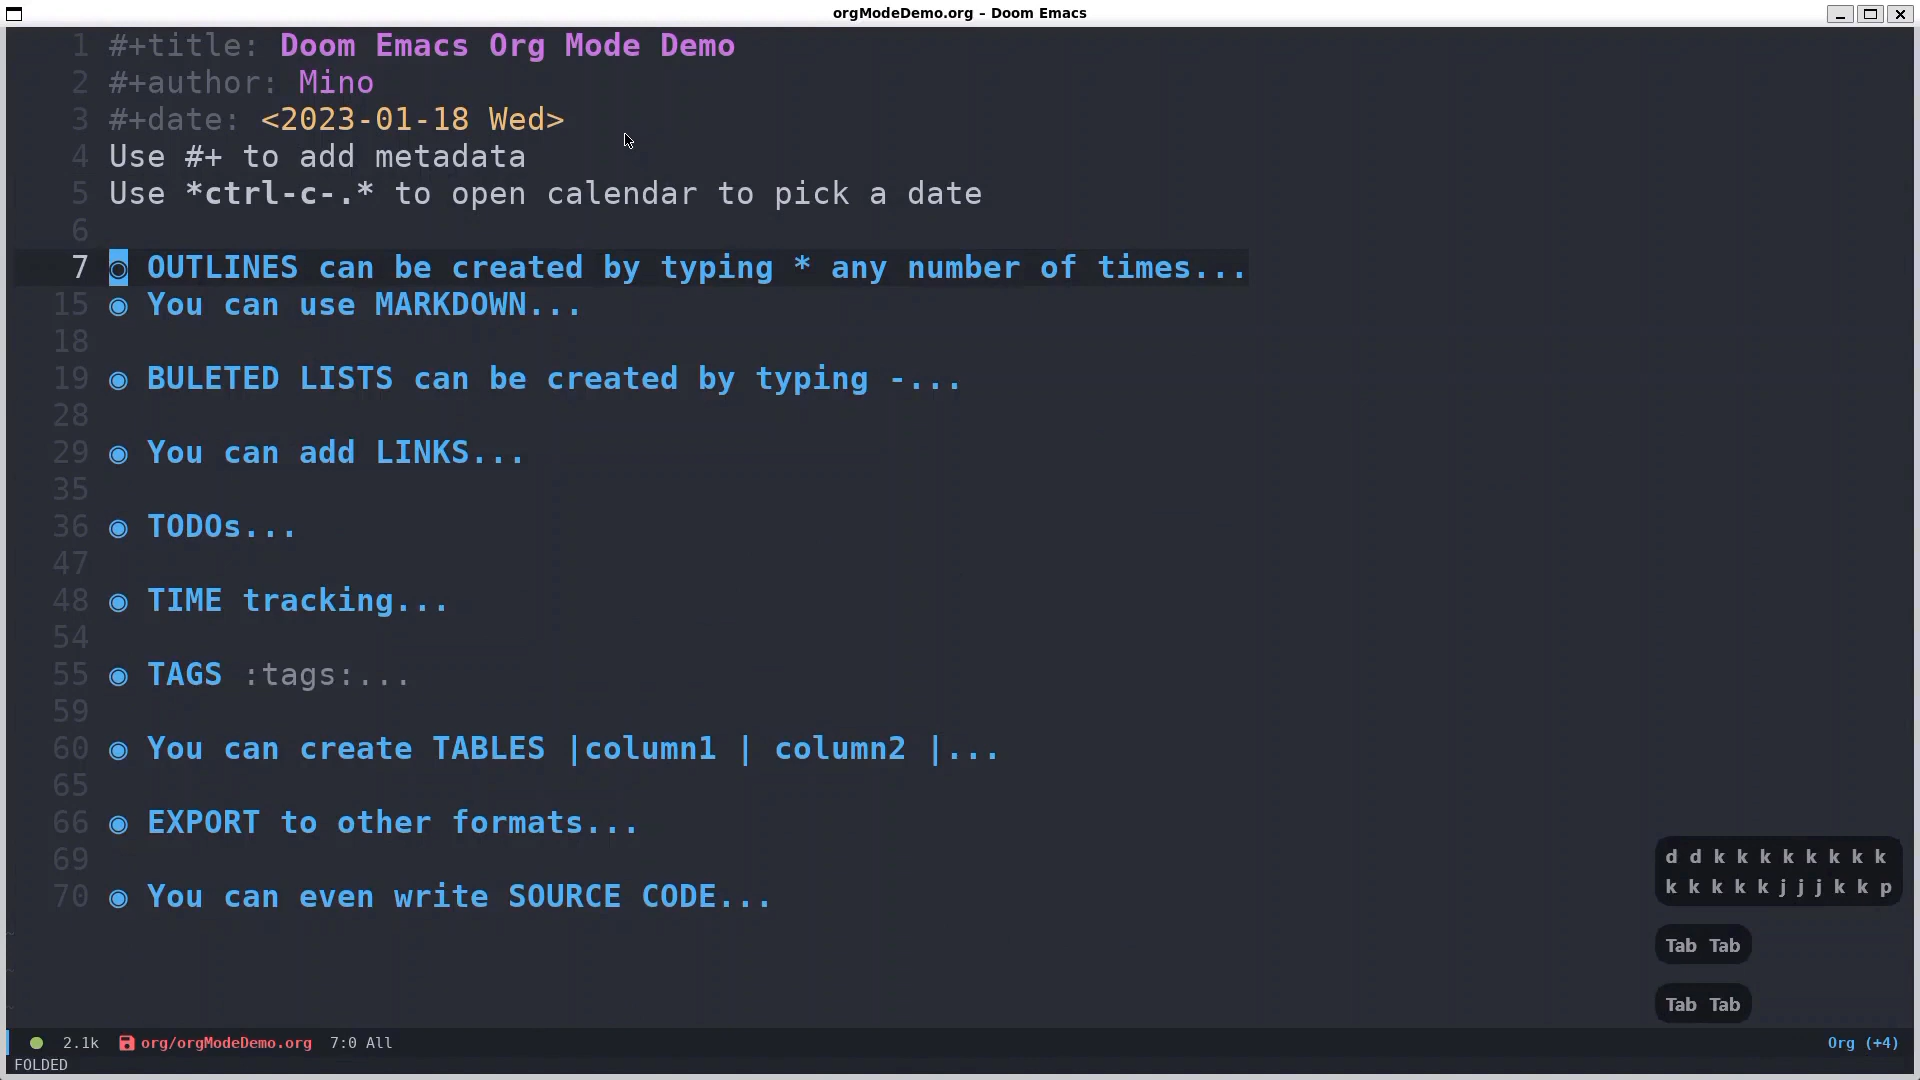 orgModeDemo.org – Doom Emacs
1 #+title: Doom Emacs Org Mode Demo
2 #+author: Mino
3 #+date: <2023-01-18 Wed>
4 Use #+ to add metadata
5 Use *ctrl-c-.* to open calendar to pick a date
6
7 ◉ OUTLINES can be created by typing * any number of times...
15 ◉ You can use MARKDOWN...
18
19 ◉ BULETED LISTS can be created by typing -...
28
29 ◉ You can add LINKS...
35
36 ◉ TODOs...
47
48 ◉ TIME tracking...
54
55 ◉ TAGS :tags:...
59
60 ◉ You can create TABLES |column1 | column2 |...
65
66 ◉ EXPORT to other formats...
69
70 ◉ You can even write SOURCE CODE...
d d k k k k k k k k
k k k k k j j j k k p
Tab Tab
Tab Tab
2.1k org/orgModeDemo.org 7:0 All Org (+4)
FOLDED